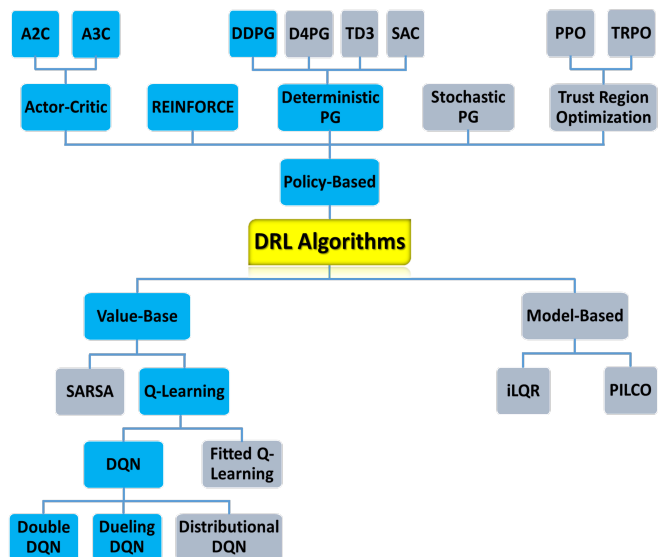 A2C
A3C
DDPG
D4PG
TD3
SAC
PPO
TRPO
Actor-Critic
REINFORCE
Deterministic
PG
Stochastic
PG
Trust Region
Optimization
Policy-Based
DRL Algorithms
Value-Base
Model-Based
SARSA
Q-Learning
iLQR
PILCO
DQN
Fitted Q-
Learning
Double
DQN
Dueling
DQN
Distributional
DQN